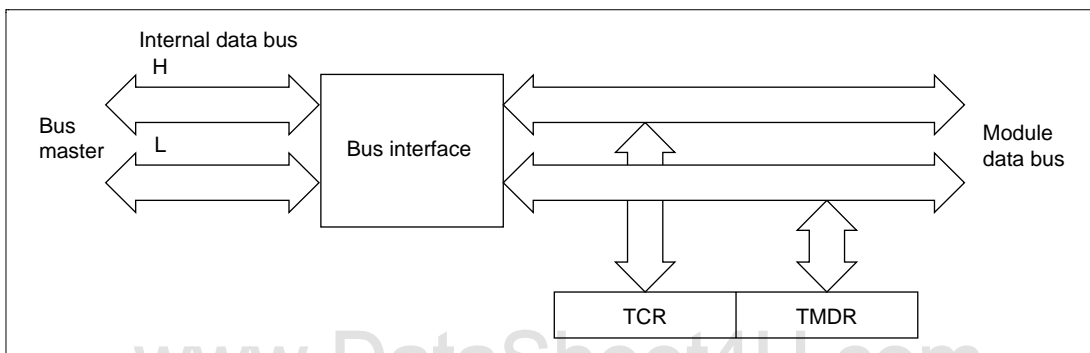 Internal data bus
H
Bus
master
L
Bus interface
Module
data bus
TCR
TMDR
www.DataSheet4U.com